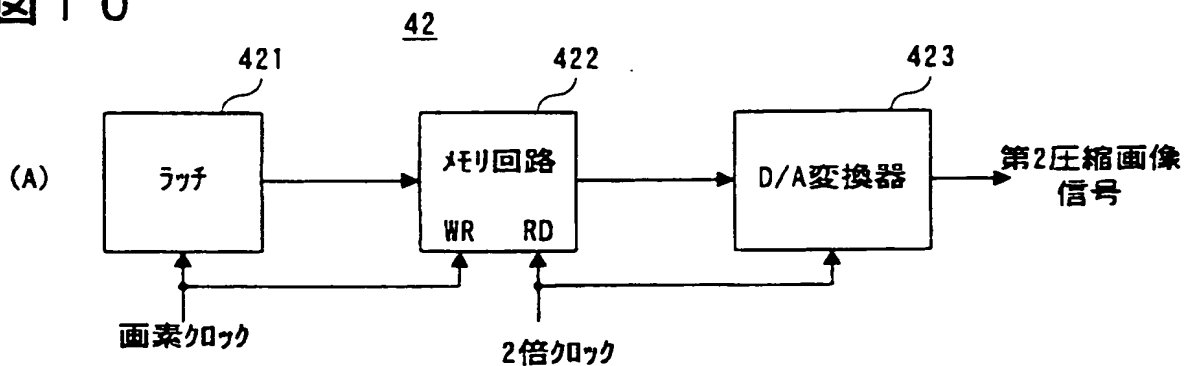 図10
42
421
422
423
(A)
ラッチ
メモリ回路
WR RD
D/A変換器
第2圧縮画像
信号
画素クロック
2倍クロック